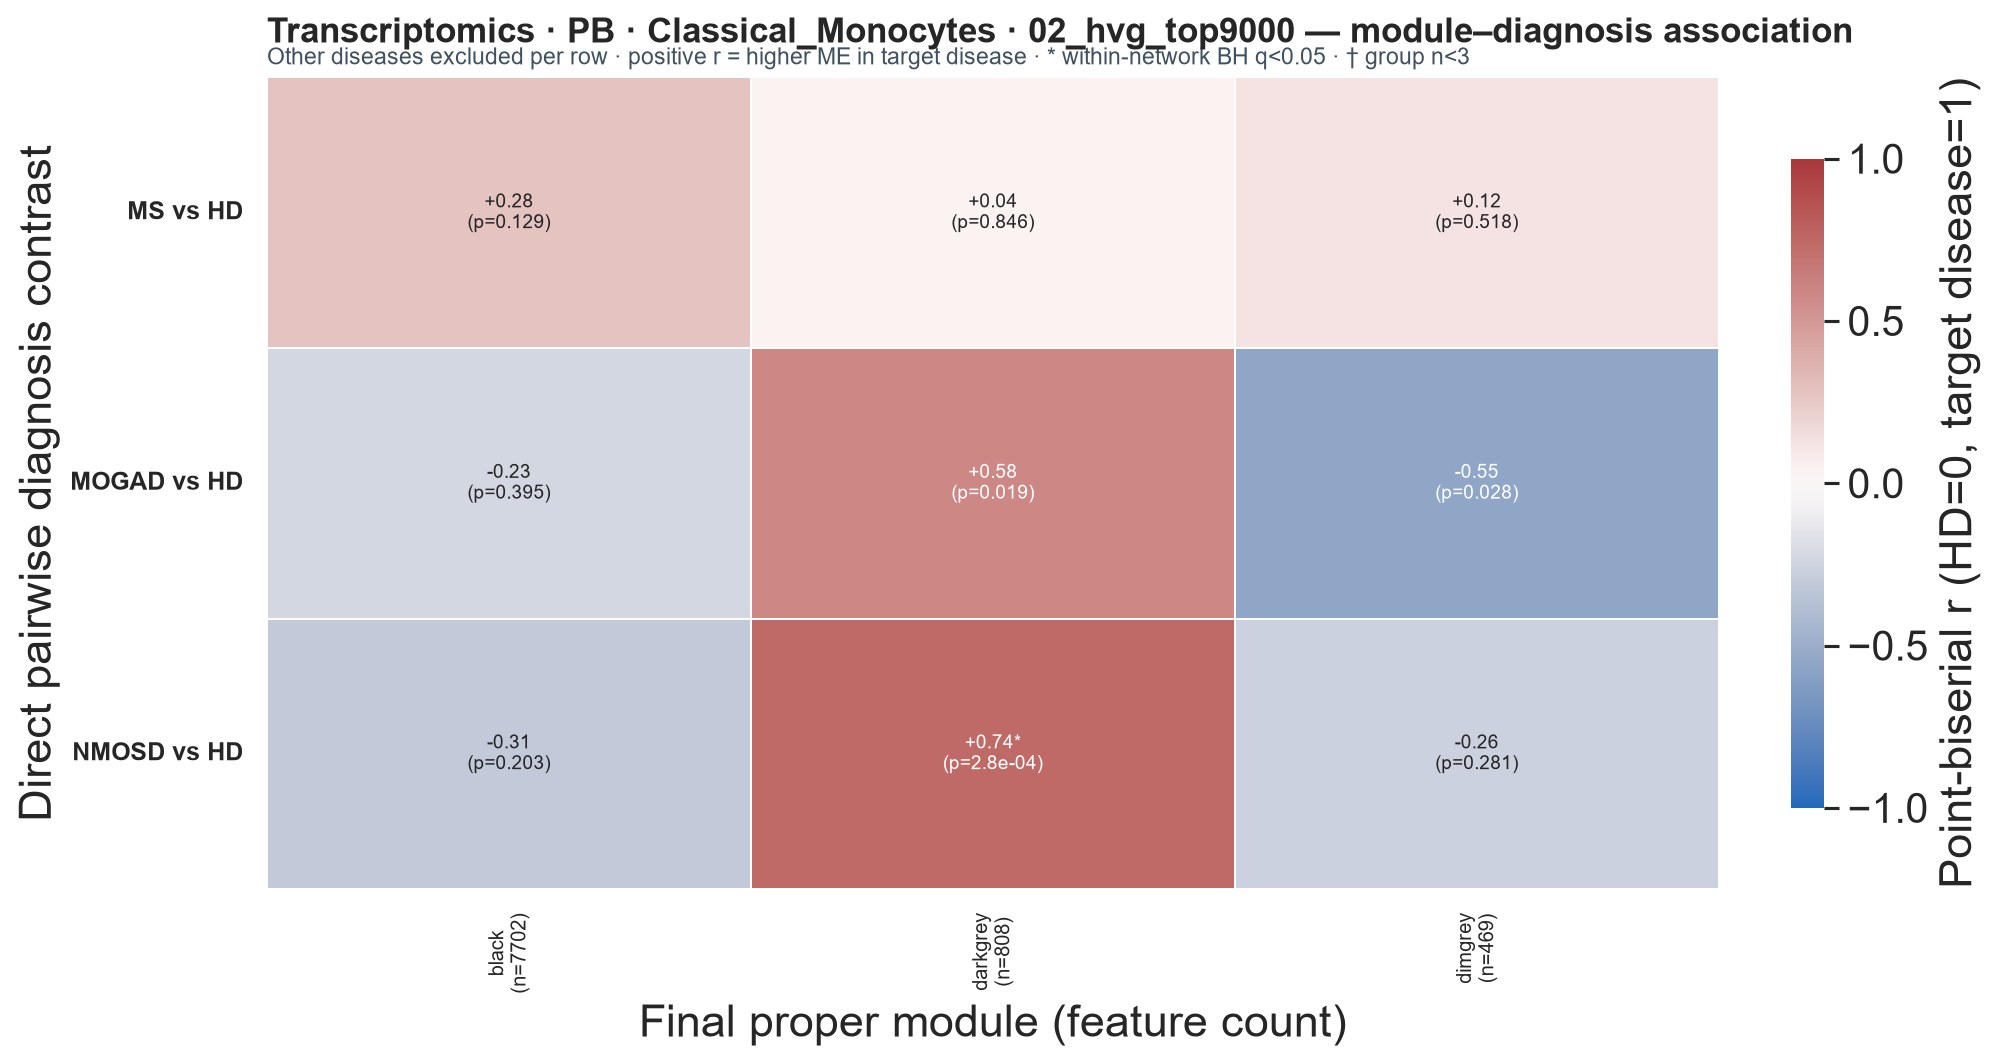 Transcriptomics · PB · Classical_Monocytes · 02_hvg_top9000 — module–diagnosis association
Other diseases excluded per row · positive r = higher ME in target disease · * within-network BH q<0.05 · † group n<3
Direct pairwise diagnosis contrast
MS vs HD
+0.28
(p=0.129)
+0.04
(p=0.846)
+0.12
(p=0.518)
MOGAD vs HD
-0.23
(p=0.395)
+0.58
(p=0.019)
-0.55
(p=0.028)
NMOSD vs HD
-0.31
(p=0.203)
+0.74*
(p=2.8e-04)
-0.26
(p=0.281)
black
(n=7702)
darkgrey
(n=808)
dimgrey
(n=469)
Final proper module (feature count)
1.0
0.5
0.0
−0.5
−1.0
Point-biserial r (HD=0, target disease=1)